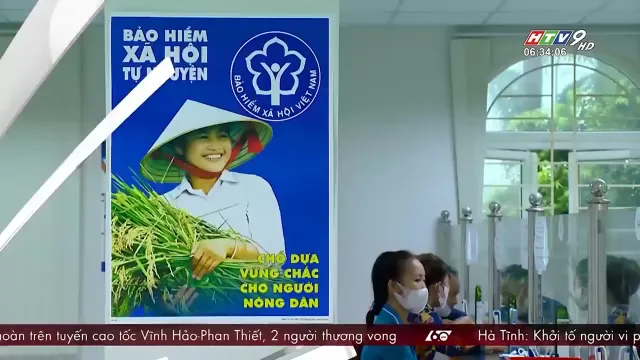 BẢO HIỂM
XÃ HỘI
TỰ NGUYỆN
BẢO HIỂM XÃ HỘI VIỆT NAM
HTV9 HD
06:34:06
CHỖ DỰA
VỮNG CHẮC
CHO NGƯỜI
NÔNG DÂN
oàn trên tuyến cao tốc Vĩnh Hảo-Phan Thiết, 2 người thương vong
Hà Tĩnh: Khởi tố người vi p